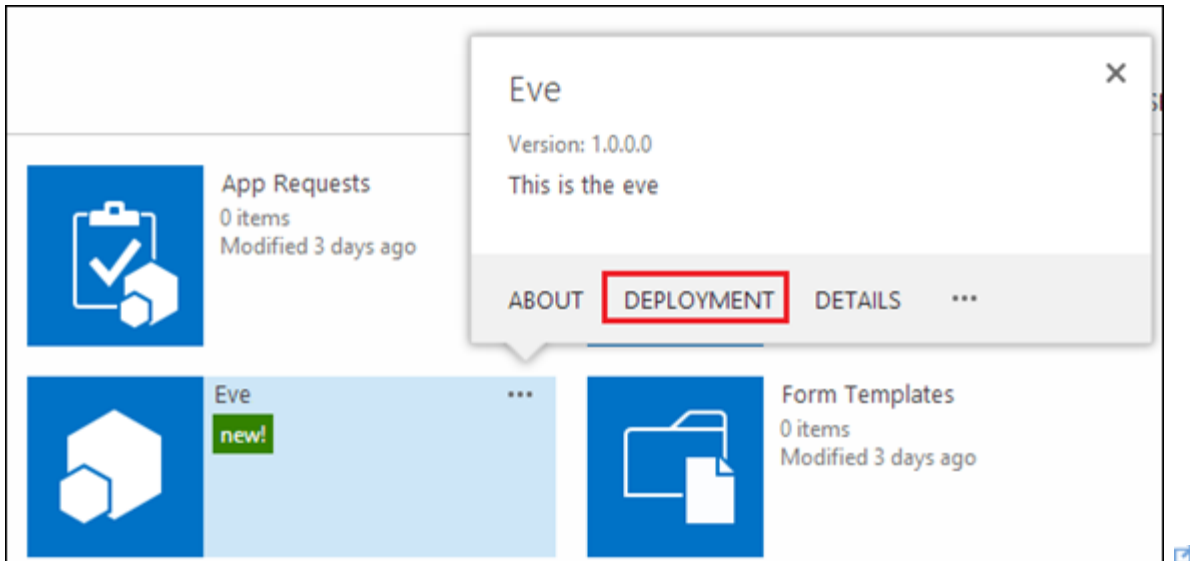 Eve
Version: 1.0.0.0
This is the eve
ABOUT DEPLOYMENT DETAILS ...
App Requests
0 items
Modified 3 days ago
Eve ...
new!
Form Templates
0 items
Modified 3 days ago